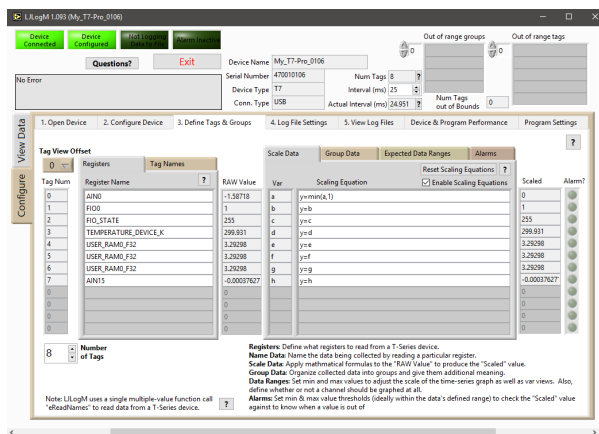 LJLogM 1.093 (My_T7-Pro_0106)
Device Connected
Device Configured
Not Logging Data to File
Alarm Inactive
Questions?
Exit
No Error
Device Name My_T7-Pro_0106
Serial Number 470010106
Device Type T7
Conn. Type USB
Num Tags 8 ?
Interval (ms) 25 ?
Actual Interval (ms) 24.951 ?
Out of range groups
0
Out of range tags
0
Num Tags out of Bounds 0
View Data
Configure
1. Open Device 2. Configure Device 3. Define Tags & Groups 4. Log File Settings 5. View Log Files Device & Program Performance Program Settings
?
Tag View Offset
0
Registers Tag Names
Scale Data Group Data Expected Data Ranges Alarms
Reset Scaling Equations ?
Tag Num Register Name ? RAW Value Var Scaling Equation Enable Scaling Equations Scaled Alarm?
0 AIN0 -1.58718 a y=min(a,1) 0
1 FIO0 1 b y=b 1
2 FIO_STATE 255 c y=c 255
3 TEMPERATURE_DEVICE_K 299.931 d y=d 299.931
4 USER_RAM0_F32 3.29298 e y=e 3.29298
5 USER_RAM0_F32 3.29298 f y=f 3.29298
6 USER_RAM0_F32 3.29298 g y=g 3.29298
7 AIN15 -0.00037627 h y=h -0.00037627
0 0 0
0 0 0
0 0 0
0 0 0
8 Number of Tags
Note: LJLogM uses a single multiple-value function call
"eReadNames" to read data from a T-Series device. ?
Registers: Define what registers to read from a T-Series device.
Name Data: Name the data being collected by reading a particular register.
Scale Data: Apply mathmatical formulas to the "RAW Value" to produce the "Scaled" value.
Group Data: Organize collected data into groups and give them additional meaning.
Data Ranges: Set min and max values to adjust the scale of the time-series graph as well as var views. Also,
define whether or not a channel should be graphed at all.
Alarms: Set min & max value thresholds (ideally within the data's defined range) to check the "Scaled" value
against to know when a value is out of